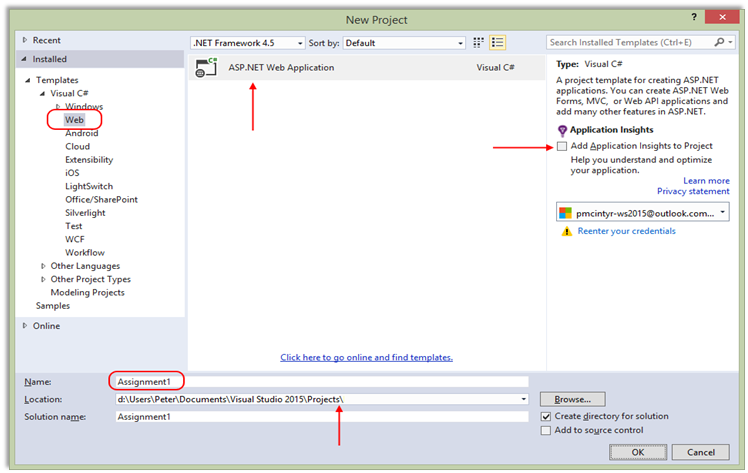 New Project
? ×
Recent
Installed
Templates
Visual C#
Windows
Web
Android
Cloud
Extensibility
iOS
LightSwitch
Office/SharePoint
Silverlight
Test
WCF
Workflow
Other Languages
Other Project Types
Modeling Projects
Samples
Online
.NET Framework 4.5 Sort by: Default
C#
ASP.NET Web Application Visual C#
Click here to go online and find templates.
Search Installed Templates (Ctrl+E)
Type: Visual C#
A project template for creating ASP.NET
applications. You can create ASP.NET Web
Forms, MVC, or Web API applications and
add many other features in ASP.NET.
Application Insights
Add Application Insights to Project
Help you understand and optimize
your application.
Learn more
Privacy statement
pmcintyr-ws2015@outlook.com...
Reenter your credentials
Name: Assignment1
Location: d:\Users\Peter\Documents\Visual Studio 2015\Projects\ Browse...
Solution name: Assignment1
Create directory for solution
Add to source control
OK Cancel